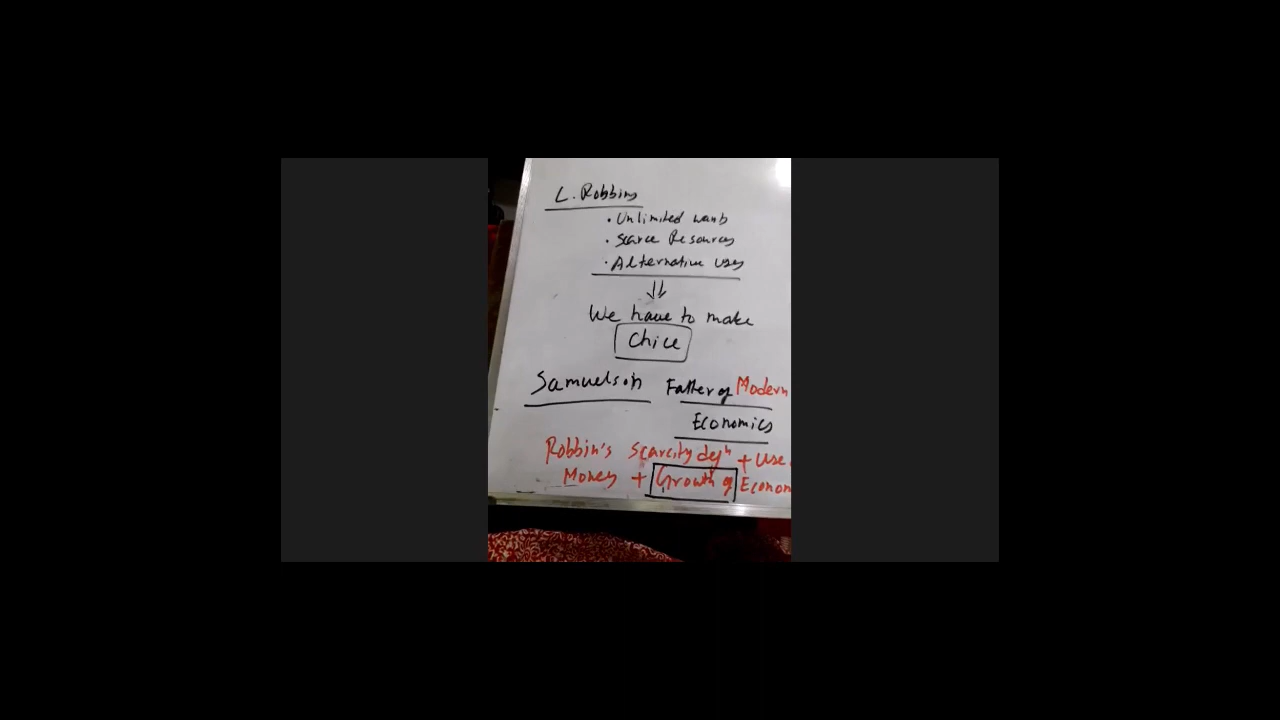 L. Robbins
• Unlimited wants
• Scarce Resources
• Alternative uses
We have to make
Chice
Samuelson Father of Modern
Economics
Robbin's Scarcity defn + Use
Money + Growth of Econom